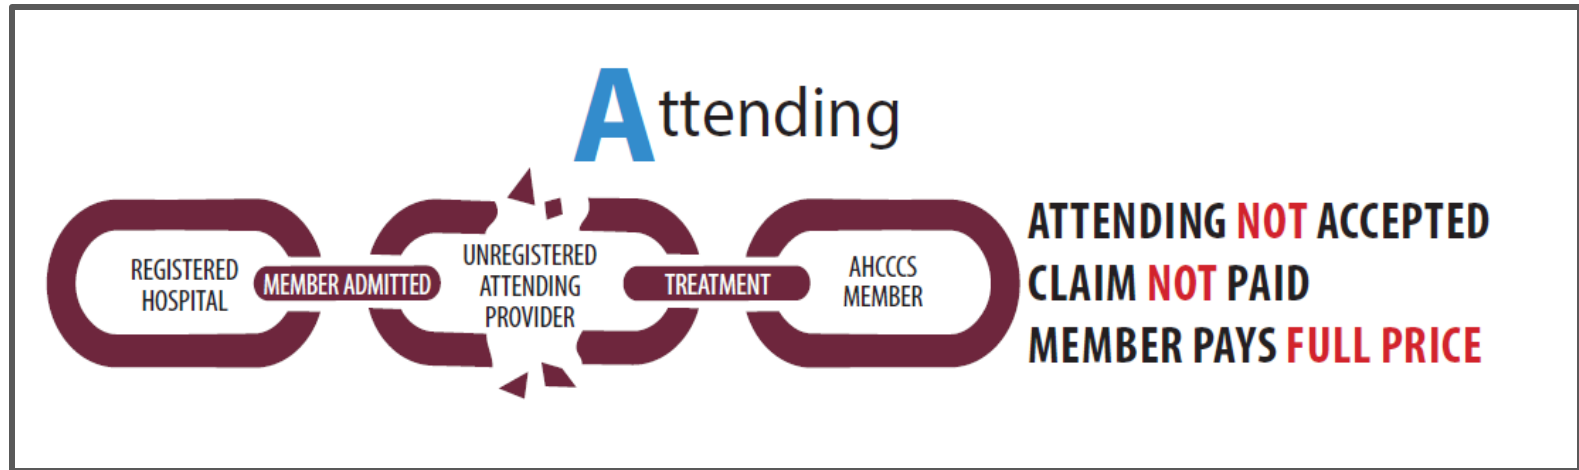 Attending
REGISTERED
HOSPITAL
MEMBER ADMITTED
UNREGISTERED
ATTENDING
PROVIDER
TREATMENT
AHCCCS
MEMBER
ATTENDING NOT ACCEPTED
CLAIM NOT PAID
MEMBER PAYS FULL PRICE